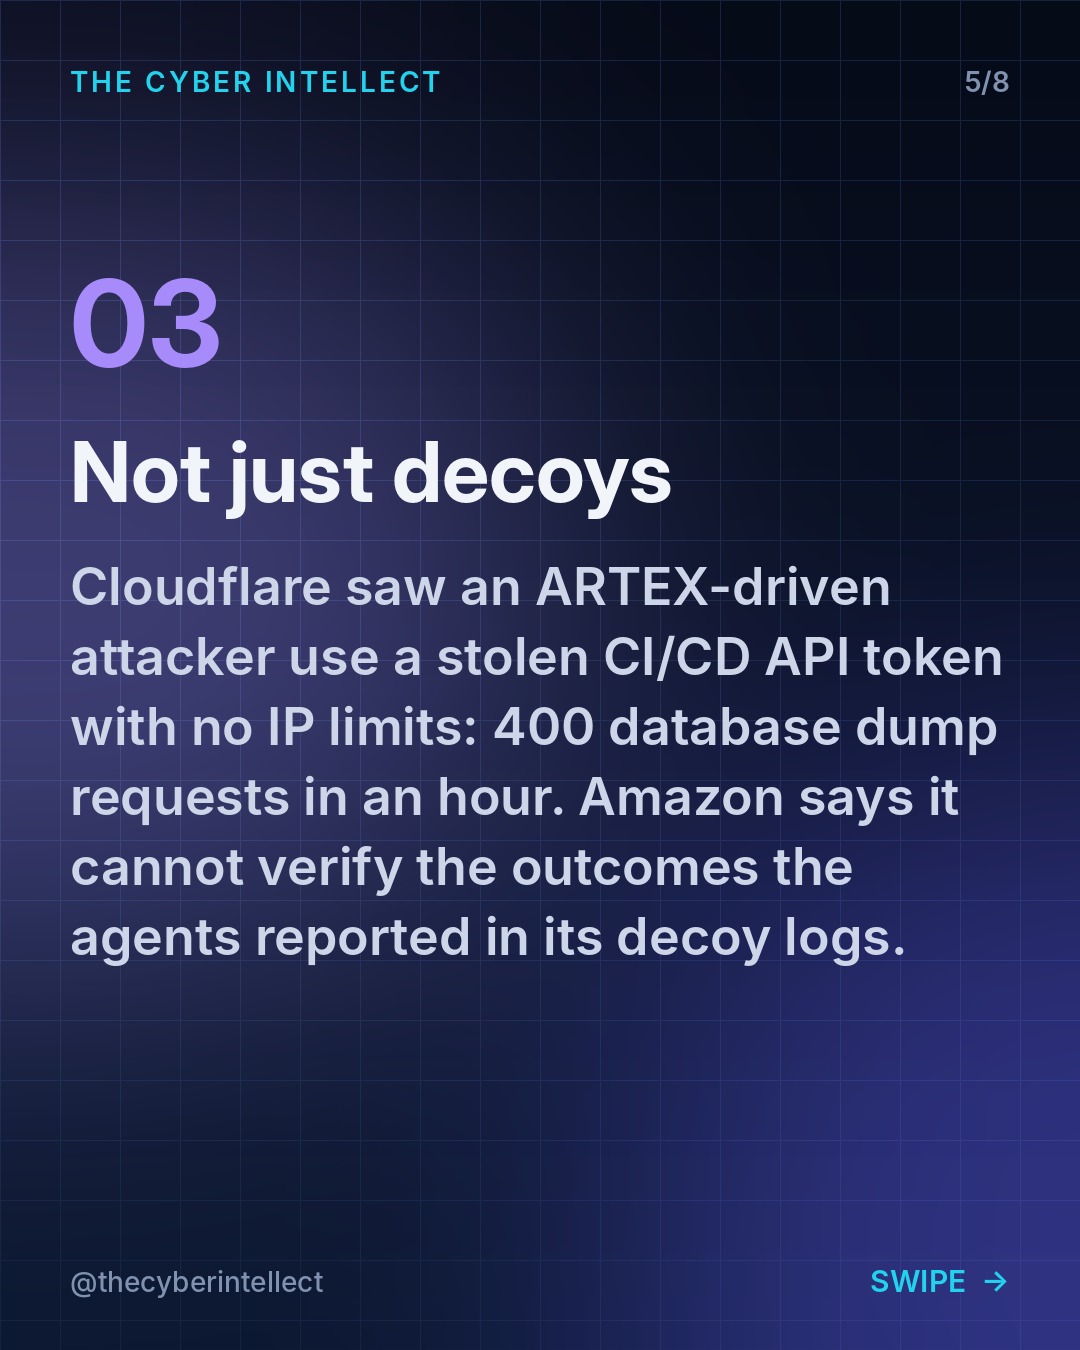 THE CYBER INTELLECT
5/8
03
Not just decoys
Cloudflare saw an ARTEX-driven
attacker use a stolen CI/CD API token
with no IP limits: 400 database dump
requests in an hour. Amazon says it
cannot verify the outcomes the
agents reported in its decoy logs.
@thecyberintellect
SWIPE →